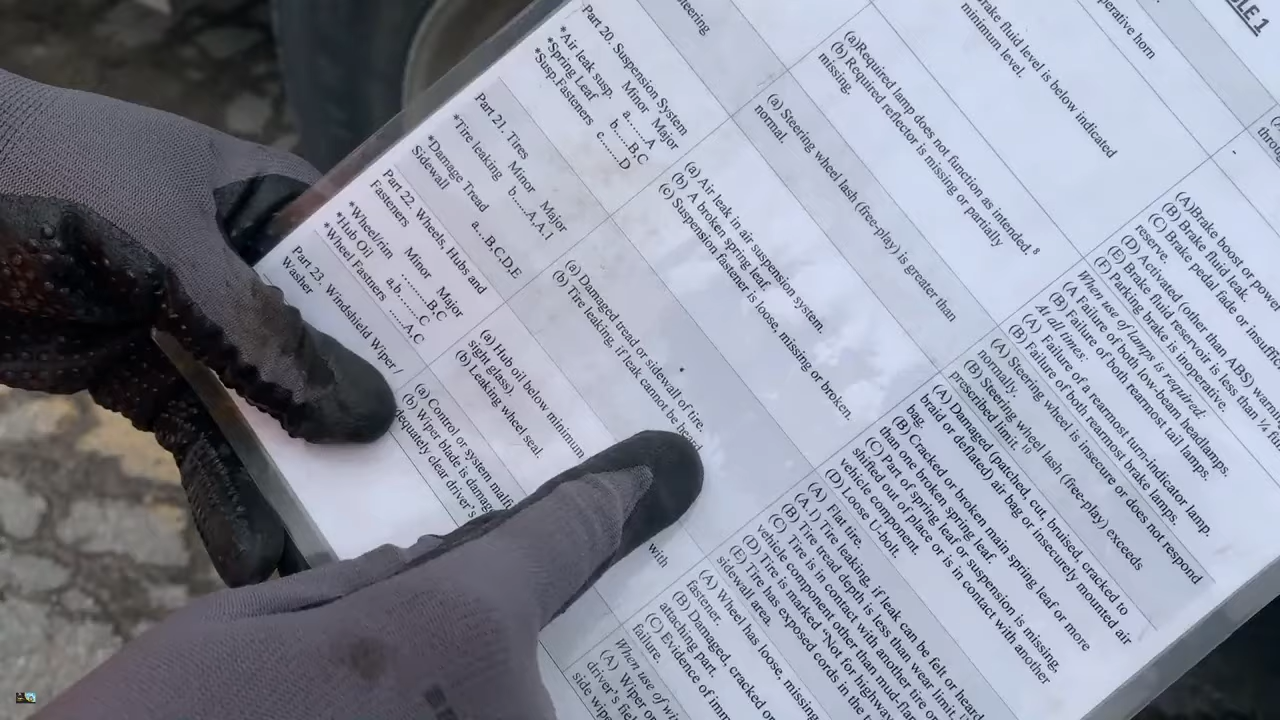 BLE 1
perative horn
Brake fluid level is below indicated
minimum level.
(a)Required lamp does not function as intended.8
(b) Required reflector is missing or partially
missing.
teering
(a) Steering wheel lash (free-play) is greater than
normal.
Part 20. Suspension System
Minor Major
*Air leak susp. a.....A
*Spring Leaf b.....B,C
*Susp.Fasteners c.......D
(a) Air leak in air suspension system.
(b) A broken spring leaf.
(c) Suspension fastener is loose, missing or broken.
Part 21. Tires
Minor Major
*Tire leaking b.....A,A.1
*Damage Tread a...B,C,D,E
Sidewall
(a) Damaged tread or sidewall of tire.
(b) Tire leaking, if leak cannot be
Part 22. Wheels, Hubs and
Fasteners
Minor Major
*Wheel/rim .........B,C
*Hub Oil a,b.........C
*Wheel Fastners ......A,C
(a) Hub oil below minimum
sight glass).
(b) Leaking wheel seal.
with
Part 23. Windshield Wiper /
Washer
(a) Control or system malf
(b) Wiper blade is damag
equately clear driver's
(A)Brake boost or powe
(B) Brake fluid leak.
(C) Brake pedal fade or insuffi
(D) Activated (other than ABS) warn
(E) Brake fluid reservoir is less than ¼ f
reserve.
(F) Parking brake is inoperative.
When use of lamps is required:
(A Failure of both low-beam headlamps.
(B) Failure of both rearmost tail lamps.
At all times:
(A) Failure of a rearmost turn-indicator lamp.
(B) Failure of both rearmost brake lamps.
(A) Steering wheel is insecure or does not respond
normally.
(B) Steering wheel lash (free-play) exceeds
prescribed limit.10
(A) Damaged (patched, cut, bruised, cracked to
braid or deflated) air bag or insecurely mounted air
bag.
(B) Cracked or broken main spring leaf or more
than one broken spring leaf.
(C) Part of spring leaf or suspension is missing,
shifted out of place or is in contact with another
vehicle component.
(D) Loose U-bolt.
(A) Flat tire.
(A.1) Tire leaking, if leak can be felt or heard
(B) Tire tread depth is less than wear limit.
(C) Tire is in contact with another tire or
vehicle component other than mud-fla
(D) Tire is marked "Not for highway
(E) Tire has exposed cords in the t
sidewall area.
(A) Wheel has loose, missing
fastener.
(B) Damaged, cracked o
attaching part.
(C) Evidence of imm
When use of wi
failure.
(A) Wiper or
driver's fiel
side wipe